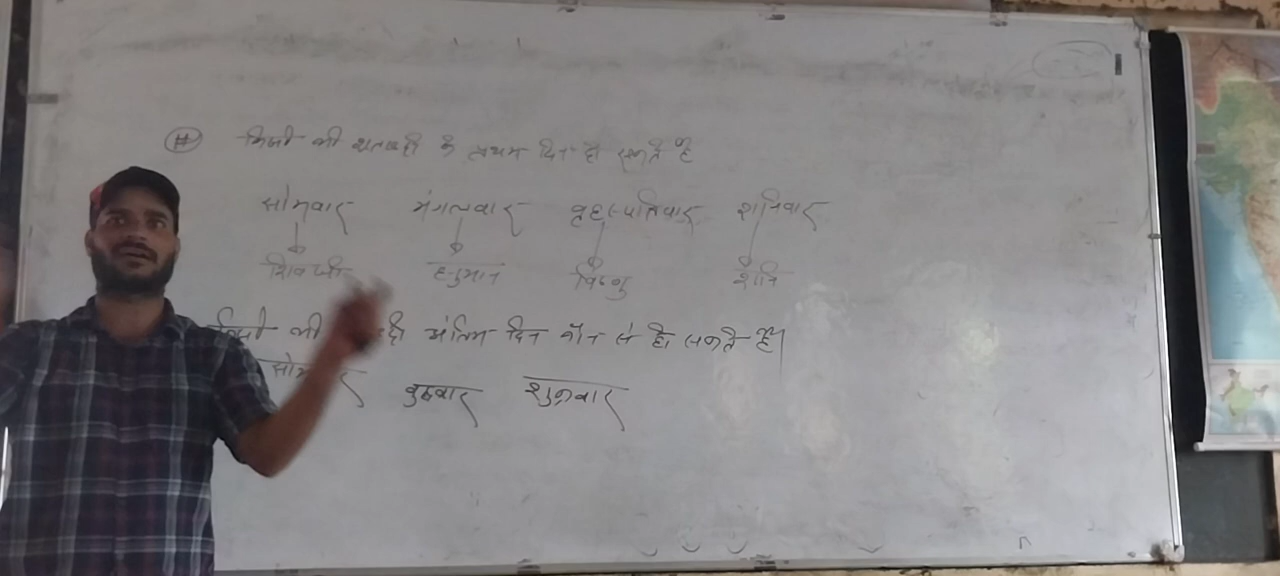 # किसी भी शताब्दी के प्रथम दिन हो सकते है
सोमवार मंगलवार वृहस्पतिवार शनिवार
शिवजी हनुमान विष्णु शनि
किसी भी अंतिम दिन कौन से हो सकते है।
बुधवार शुक्रवार